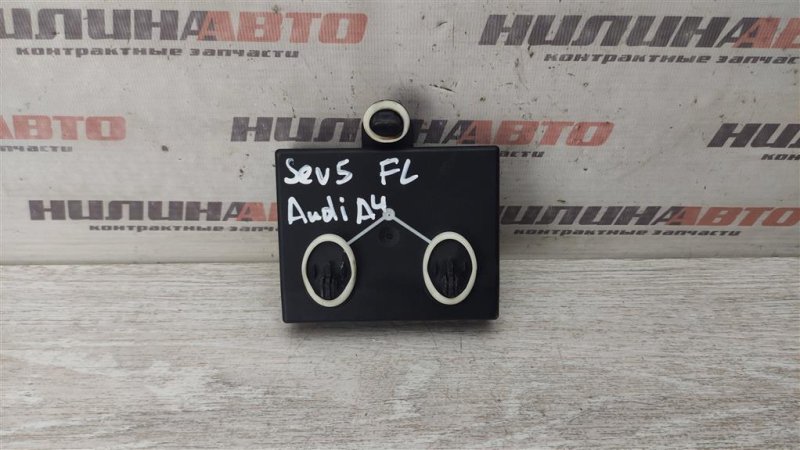 НИЛИНААВТО НИЛИНААВТО
контрактные запчасти контрактные запчасти
НИЛИНААВТО НИЛИНААВТО
контрактные запчасти
Sev5 FL
Audi A4
НИЛИНААВТО НИЛИНААВТО
контрактные запчасти контрактные запчасти